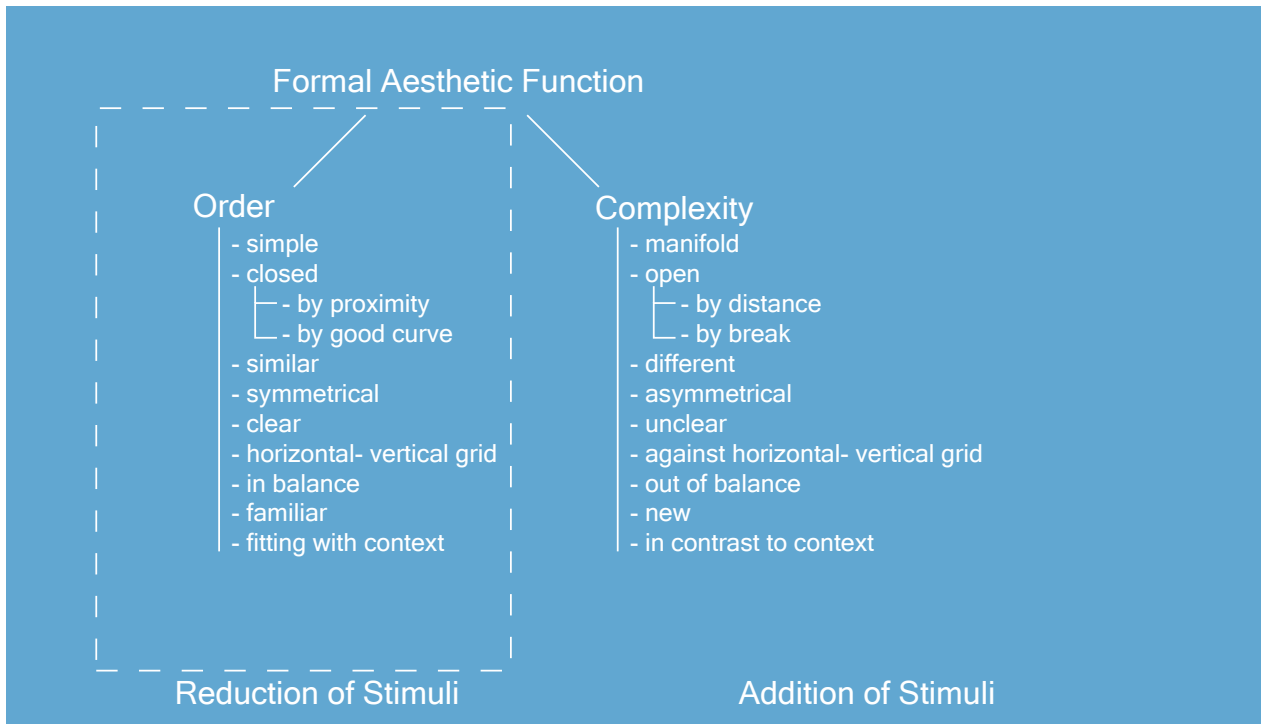 Formal Aesthetic Function
Order
- simple
- closed
- by proximity
- by good curve
- similar
- symmetrical
- clear
- horizontal- vertical grid
- in balance
- familiar
- fitting with context
Reduction of Stimuli
Complexity
- manifold
- open
- by distance
- by break
- different
- asymmetrical
- unclear
- against horizontal- vertical grid
- out of balance
- new
- in contrast to context
Addition of Stimuli